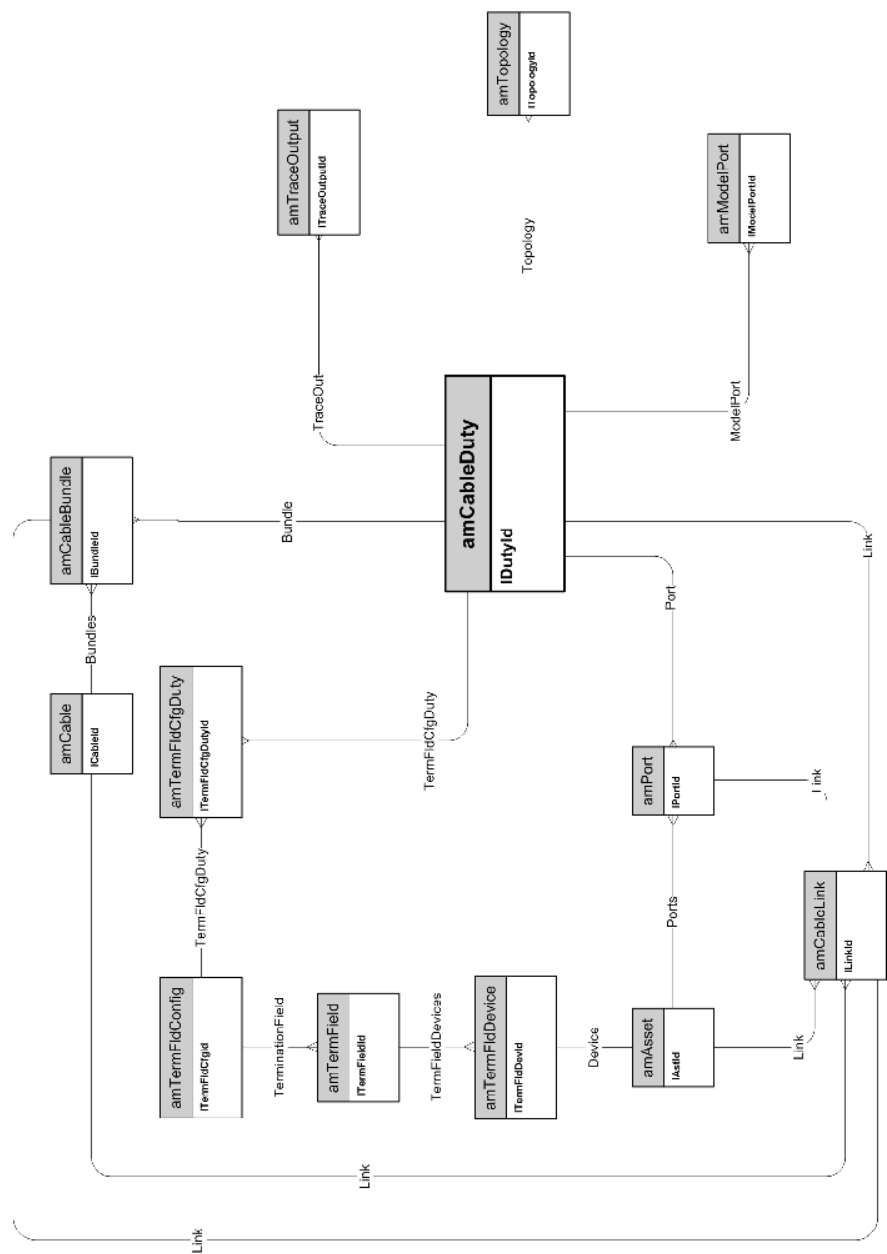 amTopology
lTopologyId
amTraceOutput
lTraceOutputId
Topology
amModelPort
lModelPortId
TraceOut
ModelPort
amCableDuty
lDutyId
amCableBundle
lBundleId
Bundle
Link
Bundles
Port
amCable
lCableId
amTermFldCfgDuty
lTermFldCfgDutyId
TermFldCfgDuty
amPort
lPortId
Link
TermFldCfgDuty
Ports
amCableLink
lLinkId
amTermFldConfig
lTermFldCfgId
TerminationField
amTermField
lTermFieldId
TermFieldDevices
amTermFldDevice
lTermFldDevId
Device
amAsset
lAstId
Link
Link
Link